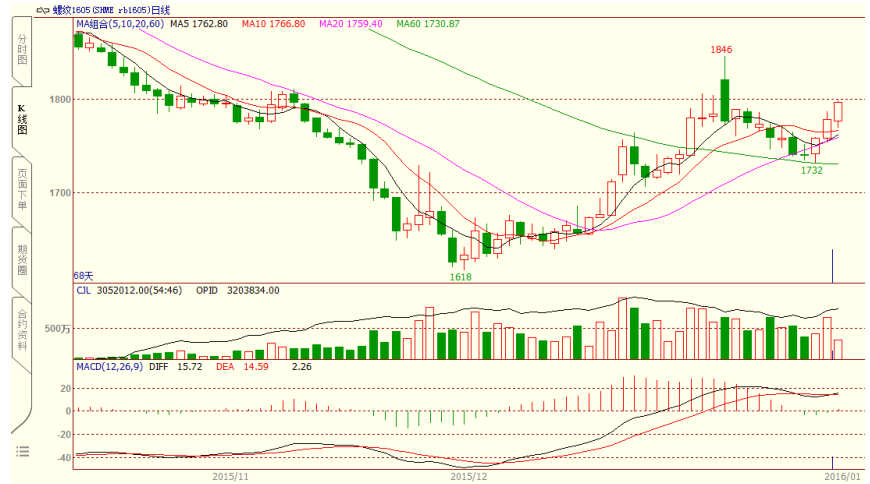 螺纹1605(SHME rb1605)日线
MA组合(5,10,20,60) MA5 1762.80 MA10 1766.80 MA20 1759.40 MA60 1730.87
分时图
K线图
页面下单
期货圈
合约资料
1846
1800
1732
1700
1618
68天
CJL 3052012.00(54:46) OPID 3203834.00
500万
MACD(12,26,9) DIFF 15.72 DEA 14.59 2.26
20
0
-20
-40
2015/11 2015/12 2016/01